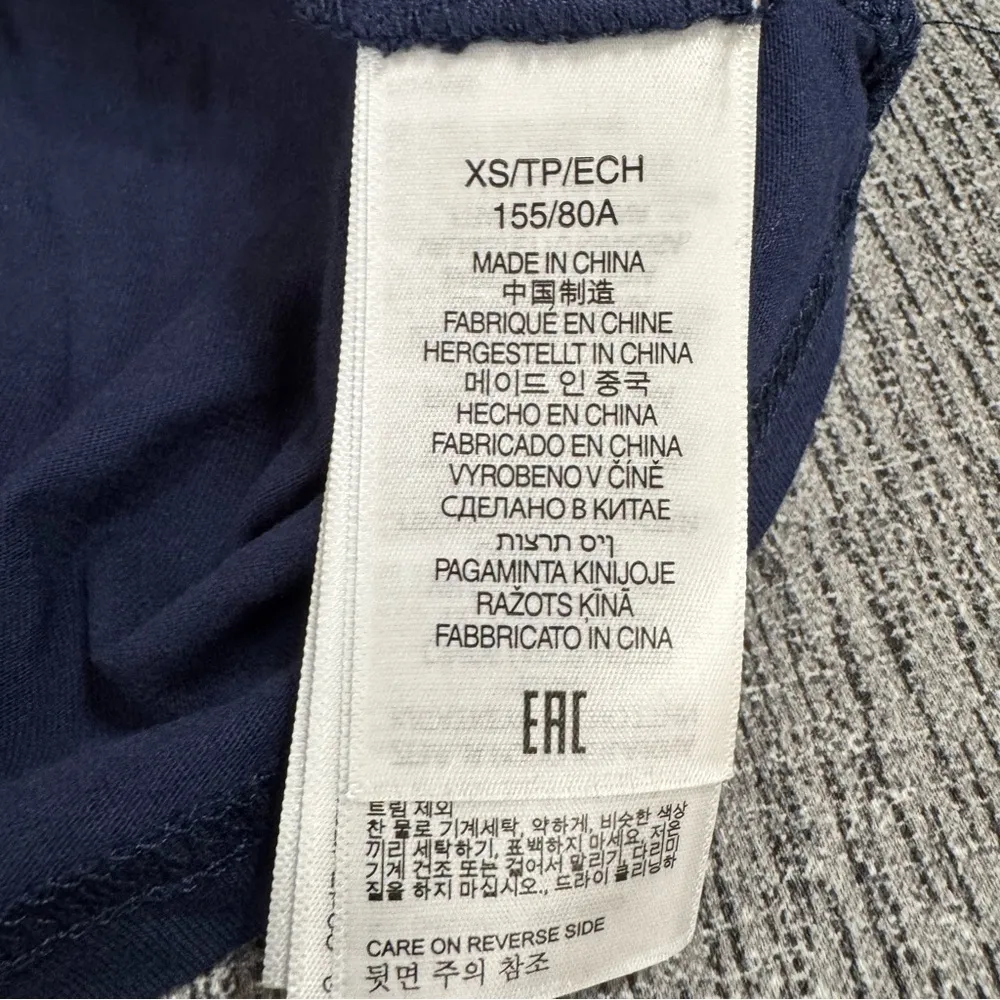 XS/TP/ECH
155/80A
MADE IN CHINA
中国制造
FABRIQUÉ EN CHINE
HERGESTELLT IN CHINA
메이드 인 중국
HECHO EN CHINA
FABRICADO EN CHINA
VYROBENO V ČÍNĚ
СДЕЛАНО В КИТАЕ
ןיס תרצות
PAGAMINTA KINIJOJE
RAŽOTS ĶĪNĀ
FABBRICATO IN CINA
EAC
트림 제외
찬 물로 기계세탁, 약하게, 비슷한 색상
끼리 세탁하기, 표백하지 마세요, 저온
기계 건조 또는 걸어서 말리기, 다리미
질을 하지 마십시오., 드라이 클리닝하
CARE ON REVERSE SIDE
뒷면 주의 참조